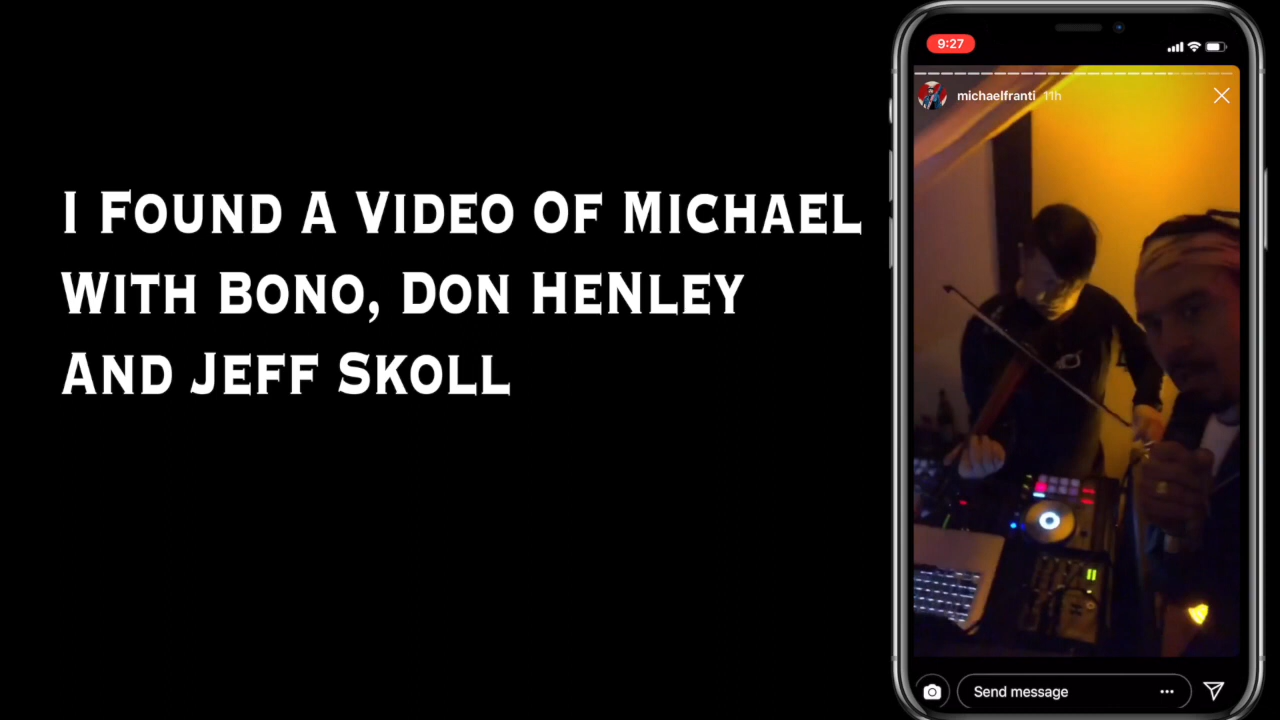 I Found A Video Of Michael
With Bono, Don HeNley
And Jeff Skoll
9:27
michaelfranti 11h
Send message